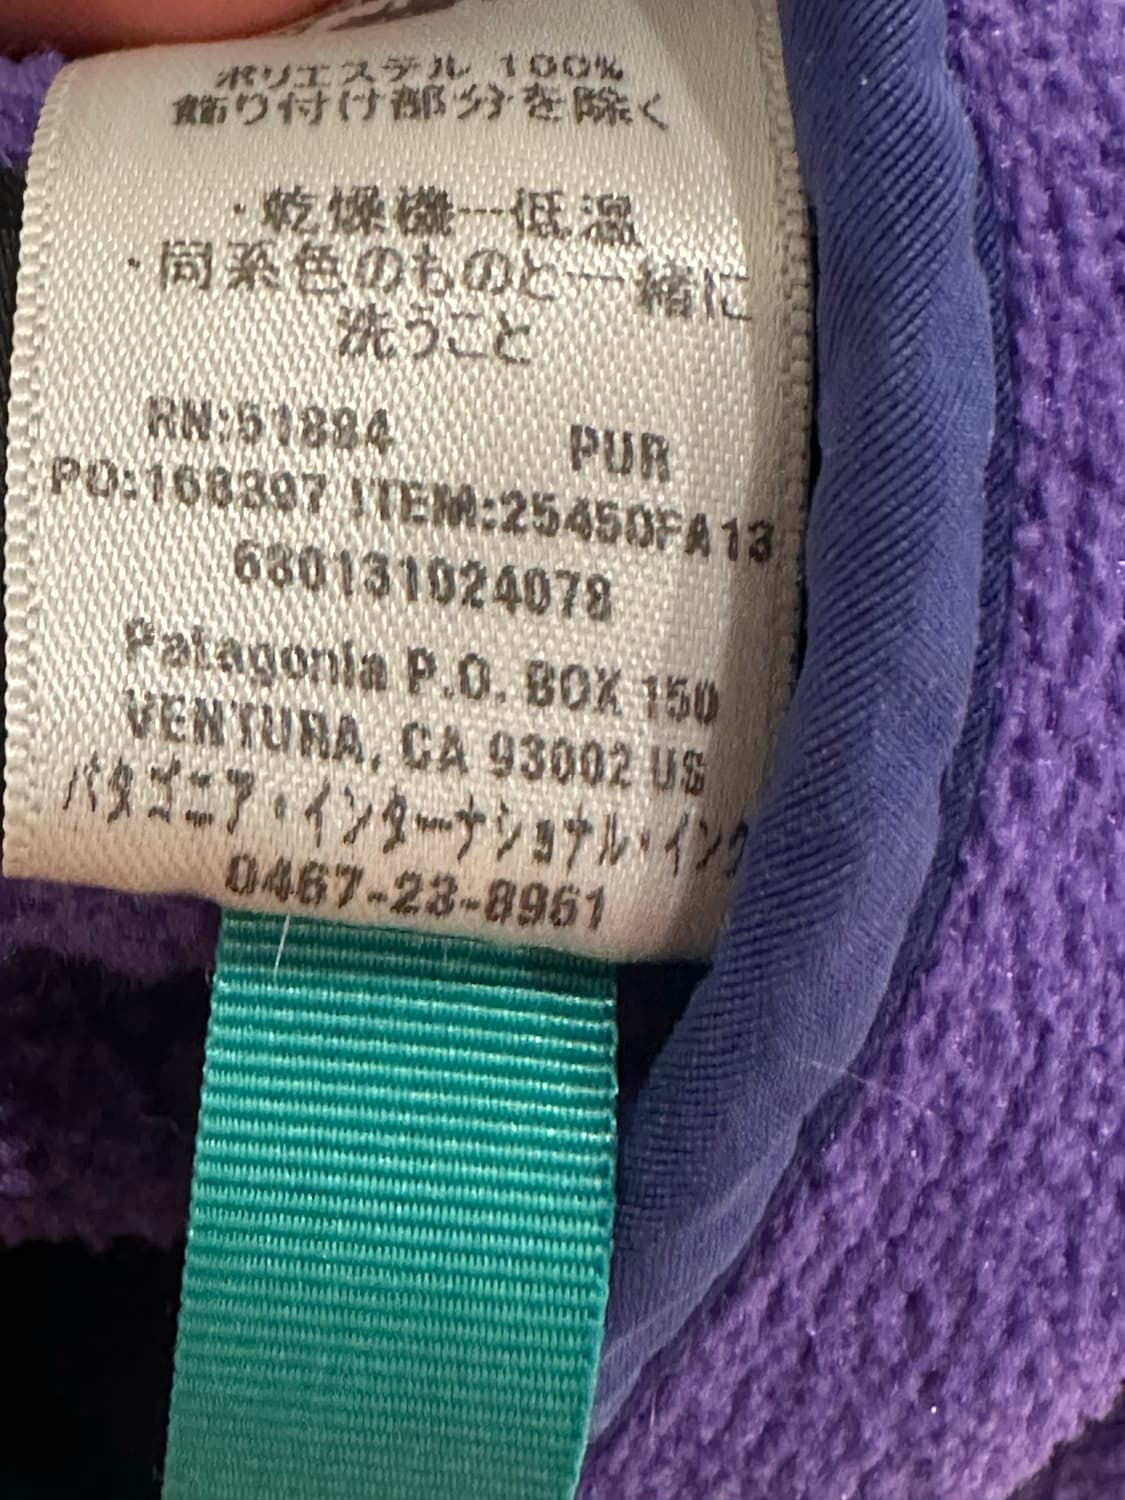 ポリエステル 100%
飾り付け部分を除く
・乾燥機---低温
・同系色のものと一緒に
洗うこと
RN:51884 PUR
PO:168397 ITEM:25450FA13
680131024078
Patagonia P.O. BOX 150
VENTURA, CA 93002 US
パタゴニア・インターナショナル・インク
0467-23-8961